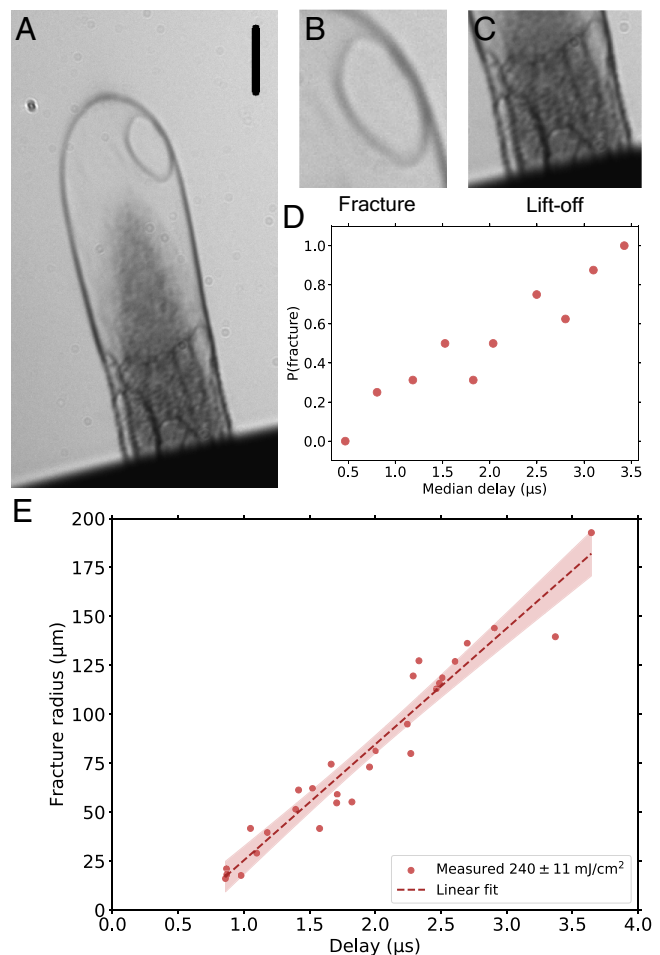 A
B
C
Fracture
Lift-off
D
1.0
0.8
0.6
0.4
0.2
0.0
P(fracture)
0.5 1.0 1.5 2.0 2.5 3.0 3.5
Median delay (μs)
E
200
175
150
125
100
75
50
25
0
Fracture radius (μm)
0.0 0.5 1.0 1.5 2.0 2.5 3.0 3.5 4.0
Delay (μs)
Measured 240 ± 11 mJ/cm²
Linear fit